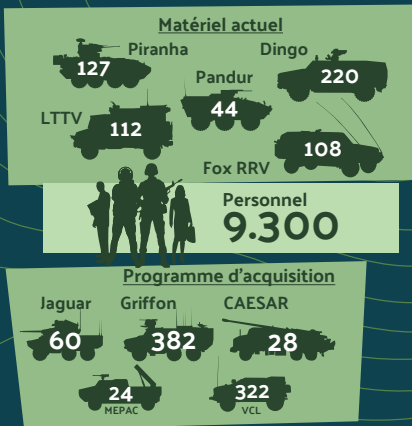 Matériel actuel
Piranha
127
Dingo
220
Pandur
44
LTTV
112
Fox RRV
108
Personnel
9.300
Programme d'acquisition
Jaguar
60
Griffon
382
CAESAR
28
24
MEPAC
322
VCL